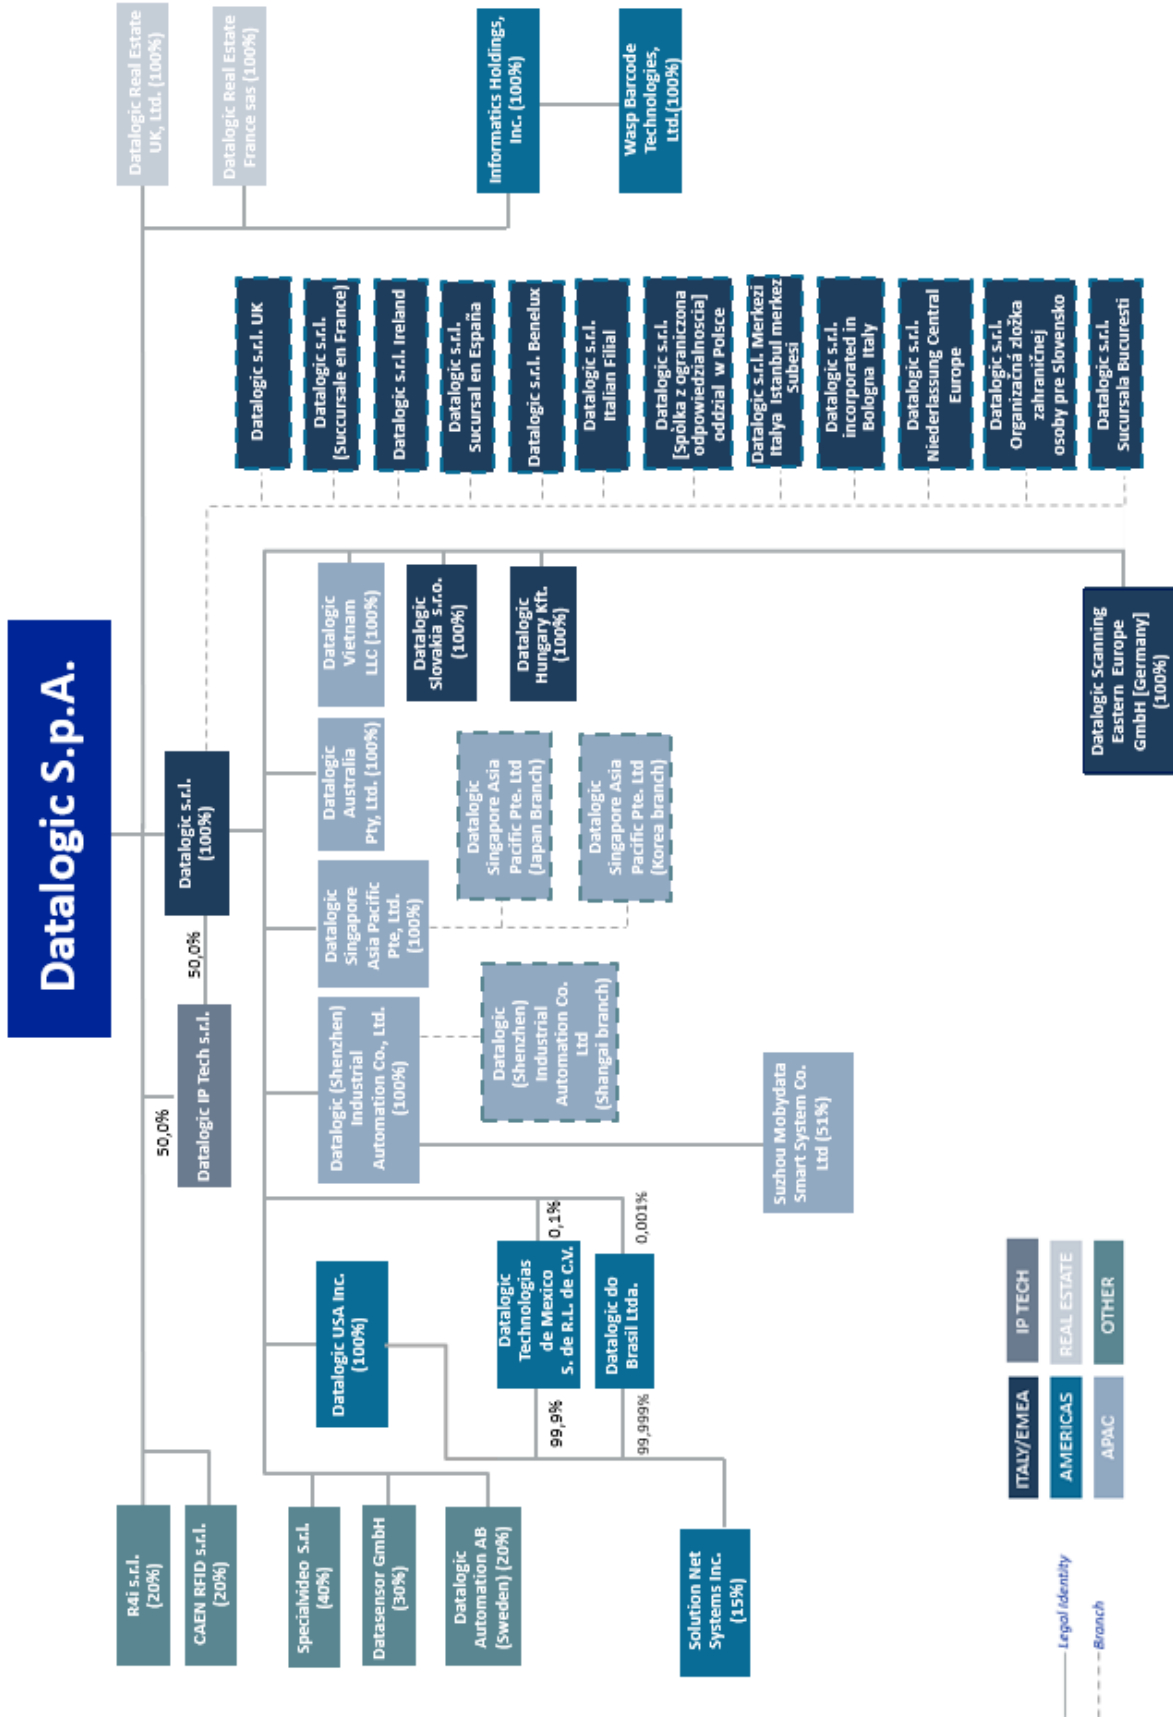 Datalogic S.p.A.
Datalogic Real Estate
UK, Ltd. (100%)
Datalogic Real Estate
France sas (100%)
Informatics Holdings,
Inc. (100%)
Wasp Barcode
Technologies,
Ltd.(100%)
R4i s.r.l.
(20%)
CAEN RFID s.r.l.
(20%)
50,0%
Datalogic IP Tech s.r.l.
50,0%
Datalogic s.r.l.
(100%)
Specialvideo S.r.l.
(40%)
Datasensor GmbH
(30%)
Datalogic
Automation AB
(Sweden) (20%)
Datalogic USA Inc.
(100%)
Datalogic
Technologias
de Mexico
S. de R.L. de C.V.
99,9%
0,1%
Datalogic do
Brasil Ltda.
99,999%
0,001%
Solution Net
Systems Inc.
(15%)
Datalogic (Shenzhen)
Industrial
Automation Co., Ltd.
(100%)
Datalogic
(Shenzhen)
Industrial
Automation Co.
Ltd
(Shangai branch)
Suzhou Mobydata
Smart System Co.
Ltd (51%)
Datalogic
Singapore
Asia Pacific
Pte, Ltd.
(100%)
Datalogic
Singapore Asia
Pacific Pte. Ltd
(Japan Branch)
Datalogic
Singapore Asia
Pacific Pte. Ltd
(Korea branch)
Datalogic
Australia
Pty, Ltd. (100%)
Datalogic
Vietnam
LLC (100%)
Datalogic
Slovakia s.r.o.
(100%)
Datalogic
Hungary Kft.
(100%)
Datalogic Scanning
Eastern Europe
GmbH [Germany]
(100%)
Datalogic s.r.l. UK
Datalogic s.r.l.
(Succursale en France)
Datalogic s.r.l. Ireland
Datalogic s.r.l.
Sucursal en España
Datalogic s.r.l. Benelux
Datalogic s.r.l.
Italian Filial
Datalogic s.r.l.
[Spòlka z ograniczona
odpowiedzialnoscia]
oddzial w Polsce
Datalogic s.r.l. Merkezi
Italya Istanbul merkez
Subesi
Datalogic s.r.l.
incorporated in
Bologna Italy
Datalogic s.r.l.
Niederlassung Central
Europe
Datalogic s.r.l.
Organizačná zložka
zahraničnej
osoby pre Slovensko
Datalogic s.r.l.
Sucursala Bucuresti
Legal Identity
Branch
ITALY/EMEA
IP TECH
AMERICAS
REAL ESTATE
APAC
OTHER